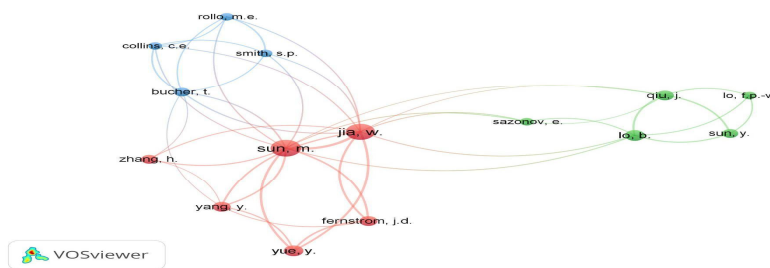 rollo, m.e.
collins, c.e.
smith, s.p.
bucher, t.
qiu, j.
lo, f.p.-w
sazonov, e.
jia, w.
lo, b.
sun, y.
sun, m.
zhang, h.
yang, y.
fernstrom, j.d.
yue, y.
VOSviewer